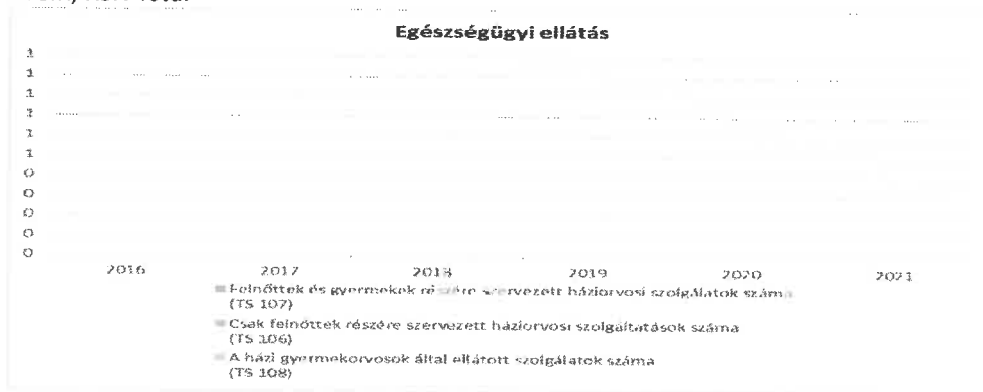 Egészségügyi ellátás
1
1
1
1
1
1
0
0
0
0
0
2016 2017 2018 2019 2020 2021
Felnőttek és gyermekek részére szervezett háziorvosi szolgálatok száma
(TS 107)
Csak felnőttek részére szervezett háziorvosi szolgáltatások száma
(TS 106)
A házi gyermekorvosok által ellátott szolgálatok száma
(TS 108)